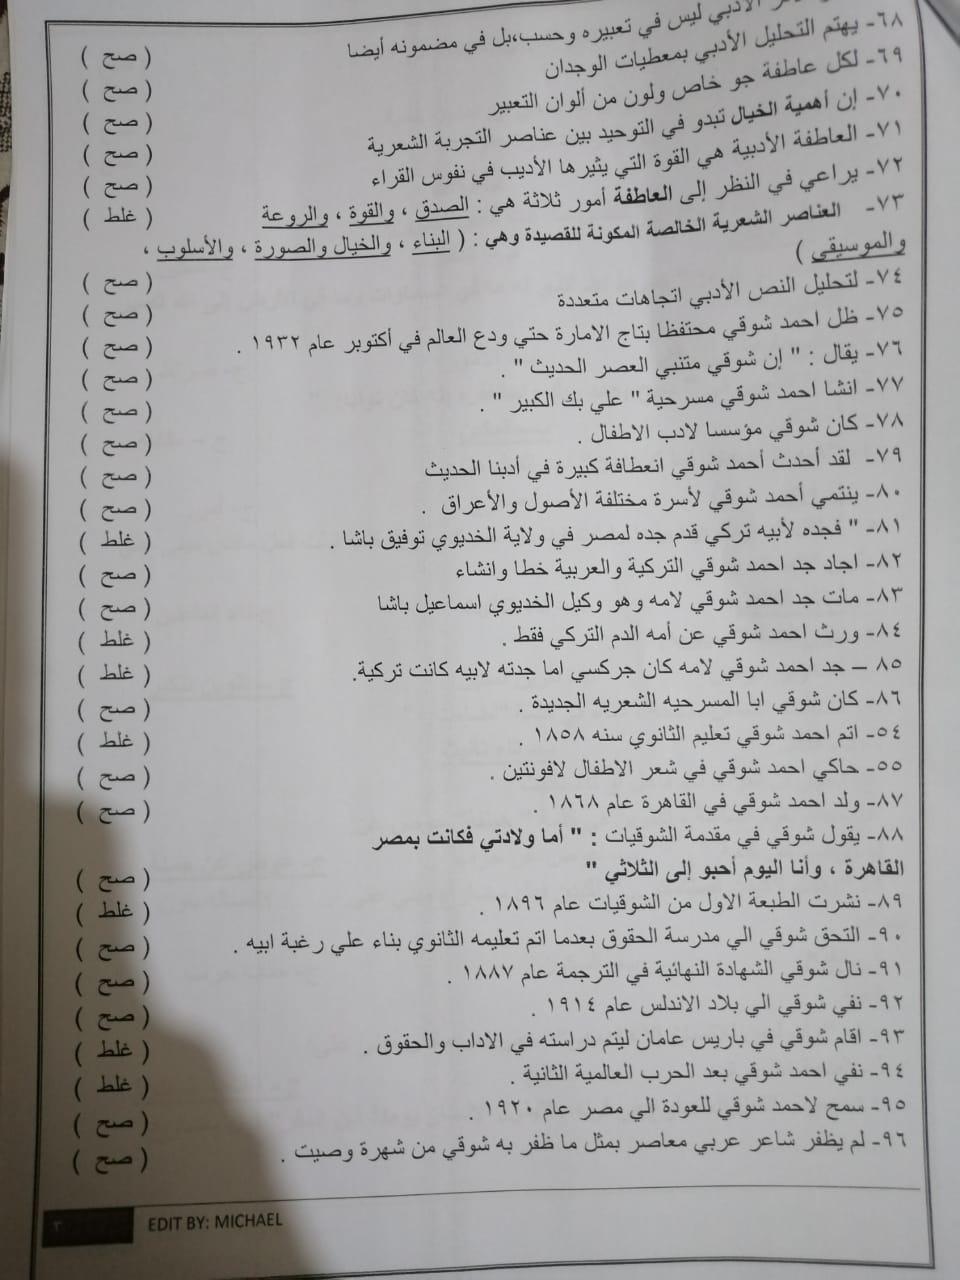 الأدبي ليس في تعبيره وحسب،بل في مضمونه أيضا ( صح )
٦٨- يهتم التحليل الأدبي بمعطيات الوجدان ( صح )
٦٩- لكل عاطفة جو خاص ولون من ألوان التعبير ( صح )
٧٠- إن أهمية الخيال تبدو في التوحيد بين عناصر التجربة الشعرية ( صح )
٧١- العاطفة الأدبية هي القوة التي يثيرها الأديب في نفوس القراء ( صح )
٧٢- يراعي في النظر إلى العاطفة أمور ثلاثة هي : الصدق ، والقوة ، والروعة ( غلط )
٧٣- العناصر الشعرية الخالصة المكونة للقصيدة وهي : ( البناء ، والخيال والصورة ، والأسلوب ،
والموسيقي ) ( صح )
٧٤- لتحليل النص الأدبي اتجاهات متعددة ( صح )
٧٥- ظل احمد شوقي محتفظا بتاج الامارة حتي ودع العالم في أكتوبر عام ١٩٣٢ . ( صح )
٧٦- يقال : " إن شوقي متنبي العصر الحديث " . ( صح )
٧٧- انشا احمد شوقي مسرحية " علي بك الكبير " . ( صح )
٧٨- كان شوقي مؤسسا لادب الاطفال . ( صح )
٧٩- لقد أحدث أحمد شوقي انعطافة كبيرة في أدبنا الحديث ( صح )
٨٠- ينتمي أحمد شوقي لأسرة مختلفة الأصول والأعراق . ( صح )
٨١- " فجده لأبيه تركي قدم جده لمصر في ولاية الخديوي توفيق باشا . ( غلط )
٨٢- اجاد جد احمد شوقي التركية والعربية خطا وانشاء ( صح )
٨٣- مات جد احمد شوقي لامه وهو وكيل الخديوي اسماعيل باشا ( صح )
٨٤- ورث احمد شوقي عن أمه الدم التركي فقط . ( غلط )
٨٥ – جد احمد شوقي لامه كان جركسي اما جدته لابيه كانت تركية. ( غلط )
٨٦- كان شوقي ابا المسرحيه الشعريه الجديدة . ( صح )
٥٤- اتم احمد شوقي تعليم الثانوي سنه ١٨٥٨ . ( غلط )
٥٥- حاكي احمد شوقي في شعر الاطفال لافونتين . ( صح )
٨٧- ولد احمد شوقي في القاهرة عام ١٨٦٨ . ( صح )
٨٨- يقول شوقي في مقدمة الشوقيات : " أما ولادتي فكانت بمصر
القاهرة ، وأنا اليوم أحبو إلى الثلاثي " ( صح )
٨٩- نشرت الطبعة الاول من الشوقيات عام ١٨٩٦ . ( غلط )
٩٠- التحق شوقي الي مدرسة الحقوق بعدما اتم تعليمه الثانوي بناء علي رغبة ابيه . ( صح )
٩١- نال شوقي الشهادة النهائية في الترجمة عام ١٨٨٧ . ( صح )
٩٢- نفي شوقي الي بلاد الاندلس عام ١٩١٤ . ( صح )
٩٣- اقام شوقي في باريس عامان ليتم دراسته في الاداب والحقوق . ( غلط )
٩٤- نفي احمد شوقي بعد الحرب العالمية الثانية . ( غلط )
٩٥- سمح لاحمد شوقي للعودة الي مصر عام ١٩٢٠ . ( صح )
٩٦- لم يظفر شاعر عربي معاصر بمثل ما ظفر به شوقي من شهرة وصيت . ( صح )
٣ EDIT BY: MICHAEL